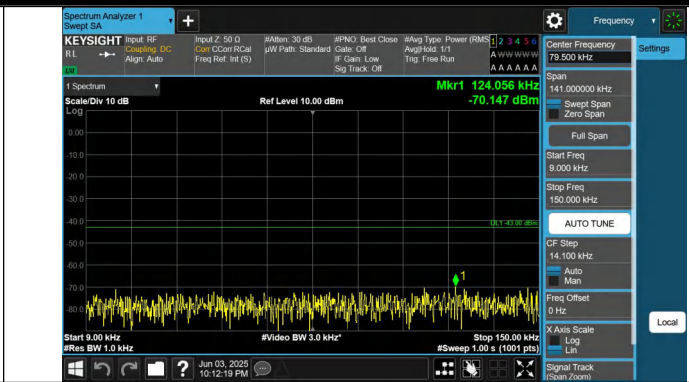 Spectrum Analyzer 1
Swept SA
+
Frequency
KEYSIGHT
RL
Input: RF
Coupling: DC
Align: Auto
Input Z: 50 Ω
Corr CCorr RCal
Freq Ref: Int (S)
#Atten: 30 dB
µW Path: Standard
#PNO: Best Close
Gate: Off
IF Gain: Low
Sig Track: Off
#Avg Type: Power (RMS
Avg|Hold: 1/1
Trig: Free Run
1 2 3 4 5 6
A W W W W W
A A A A A A
1 Spectrum
Scale/Div 10 dB
Log
Ref Level 10.00 dBm
Mkr1 124.056 kHz
-70.147 dBm
0.00
-10.0
-20.0
-30.0
-40.0
DL1 -43.00 dBm
-50.0
-60.0
-70.0
-80.0
1
Start 9.00 kHz
#Res BW 1.0 kHz
#Video BW 3.0 kHz*
Stop 150.00 kHz
#Sweep 1.00 s (1001 pts)
Jun 03, 2025
10:12:19 PM
?
Center Frequency
79.500 kHz
Settings
Span
141.000000 kHz
Swept Span
Zero Span
Full Span
Start Freq
9.000 kHz
Stop Freq
150.000 kHz
AUTO TUNE
CF Step
14.100 kHz
Auto
Man
Freq Offset
0 Hz
X Axis Scale
Log
Lin
Local
Signal Track
(Span Zoom)